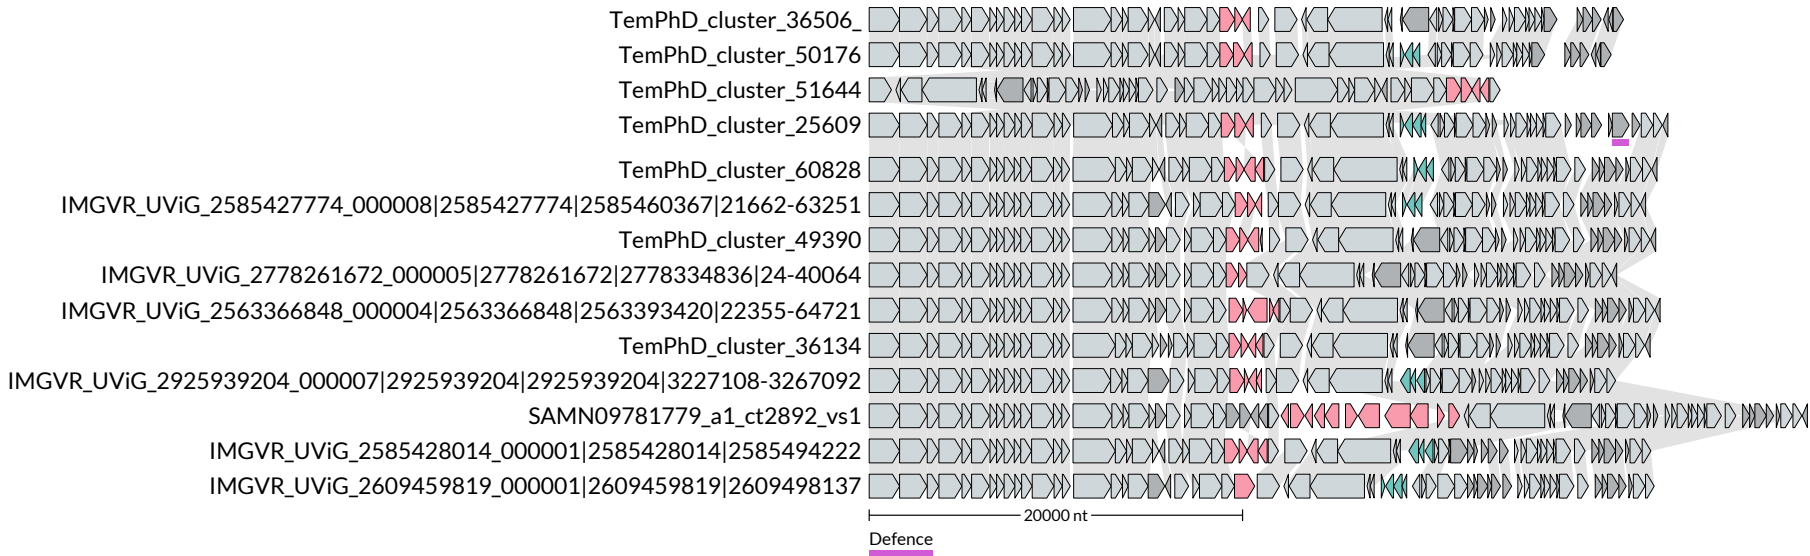 TemPhD_cluster_36506_
TemPhD_cluster_50176
TemPhD_cluster_51644
TemPhD_cluster_25609
TemPhD_cluster_60828
IMGVR_UViG_2585427774_000008|2585427774|2585460367|21662-63251
TemPhD_cluster_49390
IMGVR_UViG_2778261672_000005|2778261672|2778334836|24-40064
IMGVR_UViG_2563366848_000004|2563366848|2563393420|22355-64721
TemPhD_cluster_36134
IMGVR_UViG_2925939204_000007|2925939204|2925939204|3227108-3267092
SAMN09781779_a1_ct2892_vs1
IMGVR_UViG_2585428014_000001|2585428014|2585494222
IMGVR_UViG_2609459819_000001|2609459819|2609498137
20000 nt
Defence